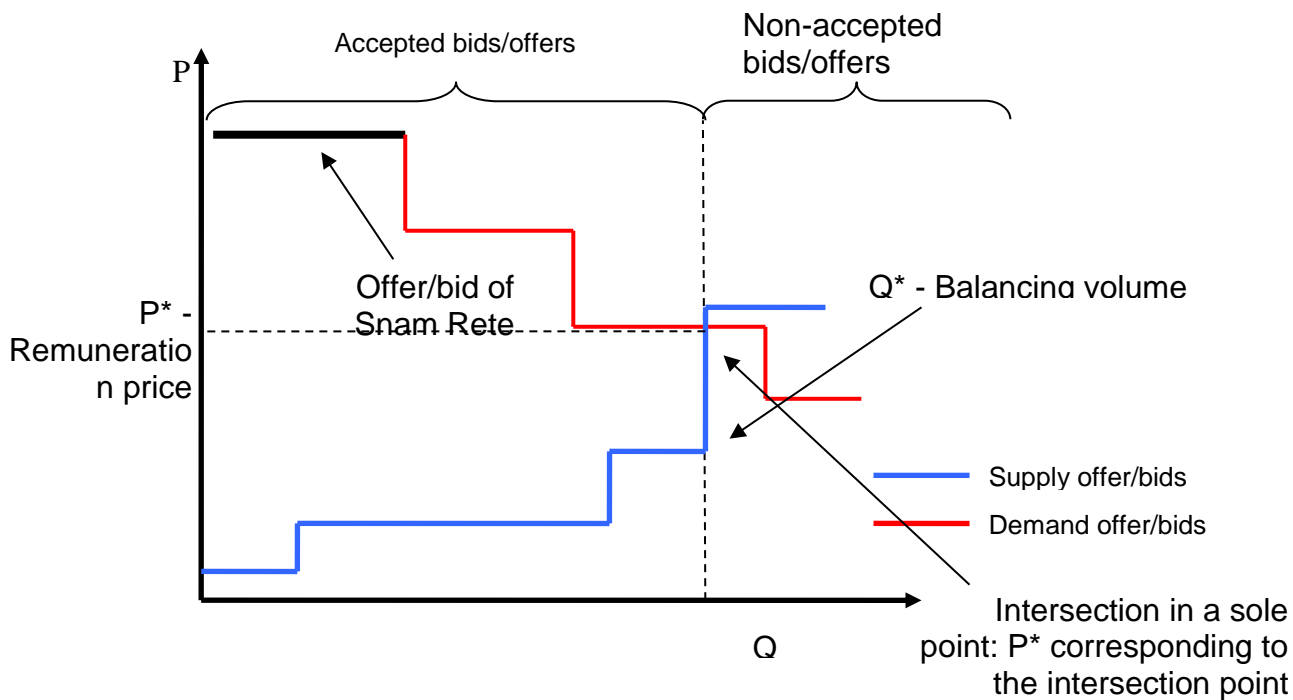 Accepted bids/offers
Non-accepted
bids/offers
P
Offer/bid of
Snam Rete
Q* - Balancing volume
P* -
Remuneratio
n price
Supply offer/bids
Demand offer/bids
Q
Intersection in a sole
point: P* corresponding to
the intersection point